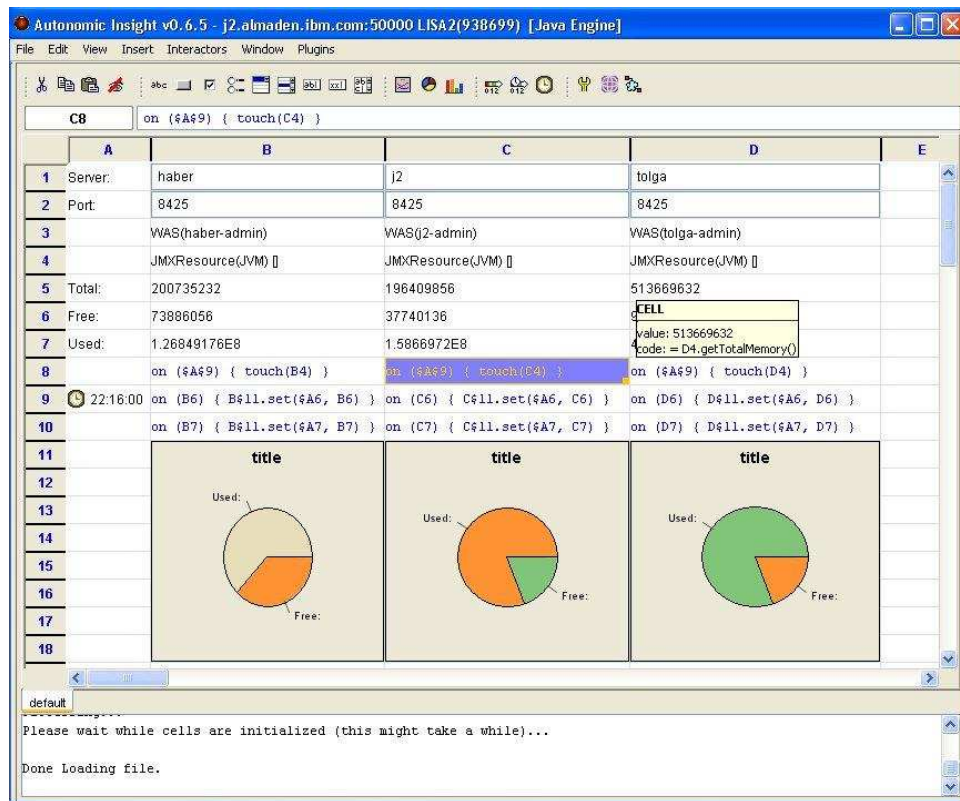 Autonomic Insight v0.6.5 - j2.almaden.ibm.com:50000 LISA2(938699) [Java Engine]
File Edit View Insert Interactors Window Plugins
C8 on ($A$9) { touch(C4) }
A B C D E
1 Server: haber j2 tolga
2 Port: 8425 8425 8425
3 WAS(haber-admin) WAS(j2-admin) WAS(tolga-admin)
4 JMXResource(JVM) [] JMXResource(JVM) [] JMXResource(JVM) []
5 Total: 200735232 196409856 513669632
6 Free: 73886056 37740136
CELL
7 Used: 1.26849176E8 1.5866972E8
value: 513669632
code: = D4.getTotalMemory()
8 on ($A$9) { touch(B4) } on ($A$9) { touch(C4) } on ($A$9) { touch(D4) }
9 22:16:00 on (B6) { B$11.set($A6, B6) } on (C6) { C$11.set($A6, C6) } on (D6) { D$11.set($A6, D6) }
10 on (B7) { B$11.set($A7, B7) } on (C7) { C$11.set($A7, C7) } on (D7) { D$11.set($A7, D7) }
11 title title title
12
13 Used: Used: Used:
14
15
16 Free: Free:
17 Free:
18
default
Please wait while cells are initialized (this might take a while)...
Done Loading file.